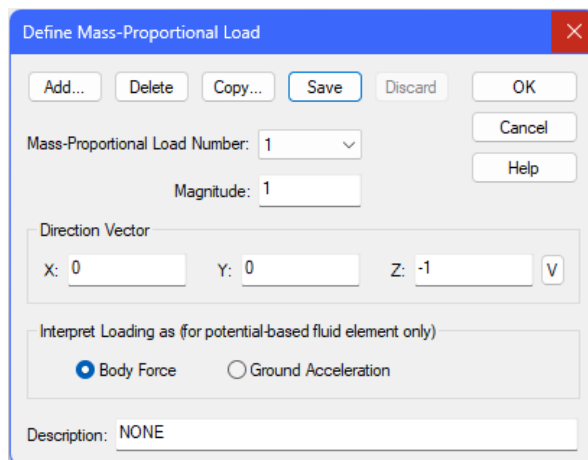 Define Mass-Proportional Load
Add... Delete Copy... Save Discard OK
Cancel
Mass-Proportional Load Number: 1
Help
Magnitude: 1
Direction Vector
X: 0 Y: 0 Z: -1 V
Interpret Loading as (for potential-based fluid element only)
Body Force Ground Acceleration
Description: NONE